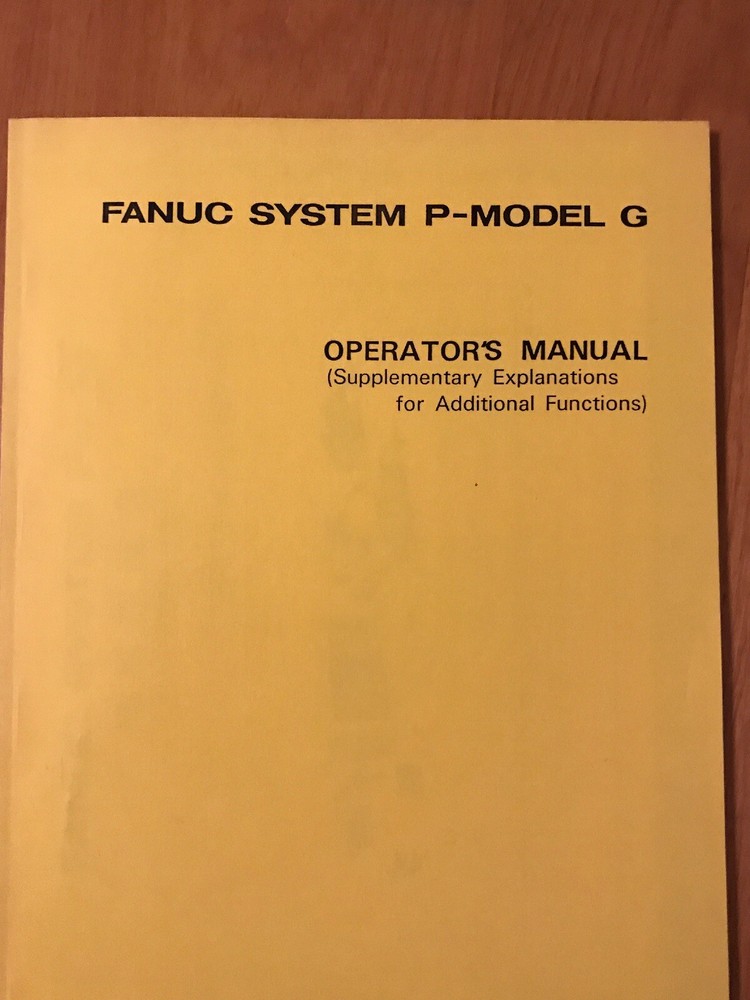 FANUC SYSTEM P-MODEL G
OPERATOR'S MANUAL
(Supplementary Explanations
for Additional Functions)